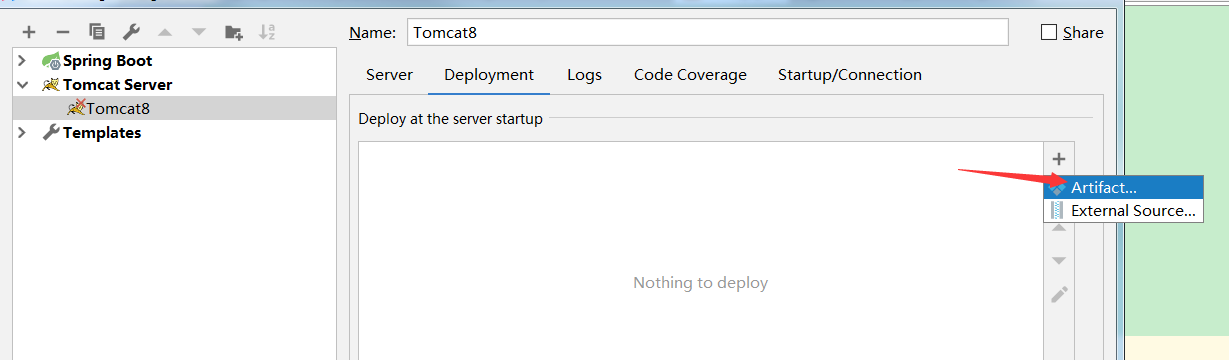 Name: Tomcat8 Share
Spring Boot
Tomcat Server
Tomcat8
Templates
Server Deployment Logs Code Coverage Startup/Connection
Deploy at the server startup
Artifact...
External Source...
Nothing to deploy